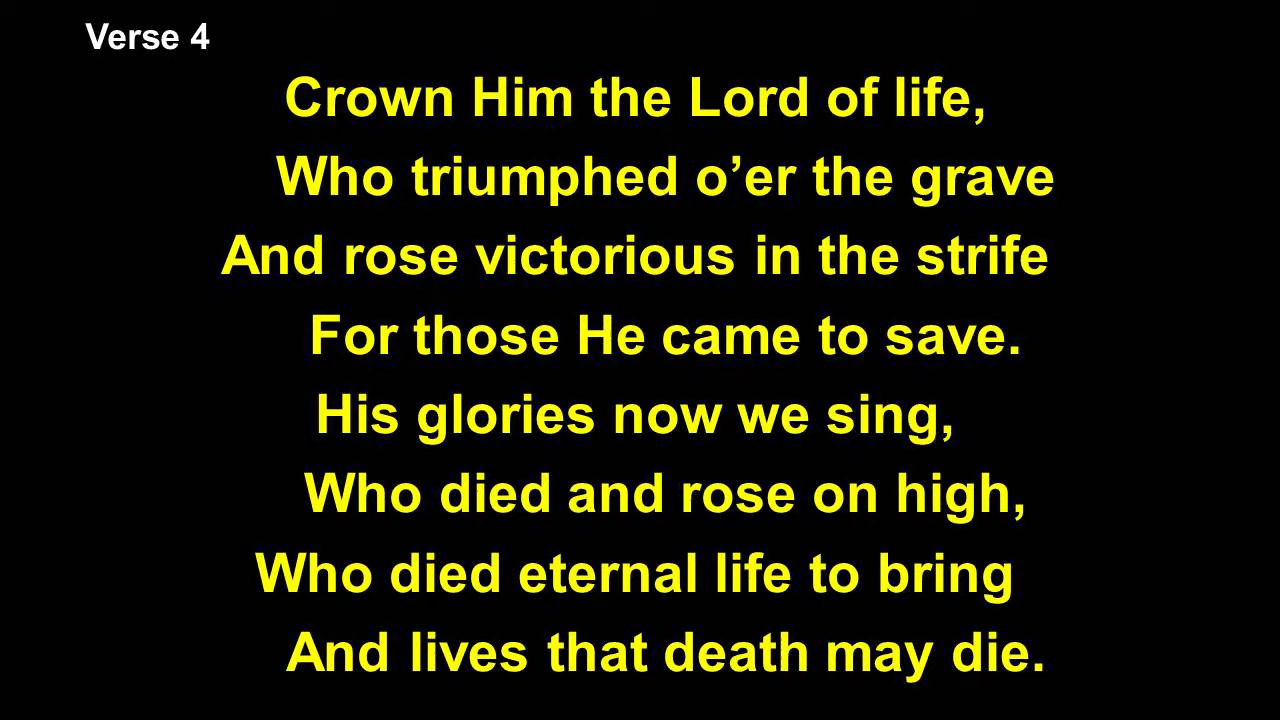 Verse 4
Crown Him the Lord of life,
Who triumphed o’er the grave
And rose victorious in the strife
For those He came to save.
His glories now we sing,
Who died and rose on high,
Who died eternal life to bring
And lives that death may die.